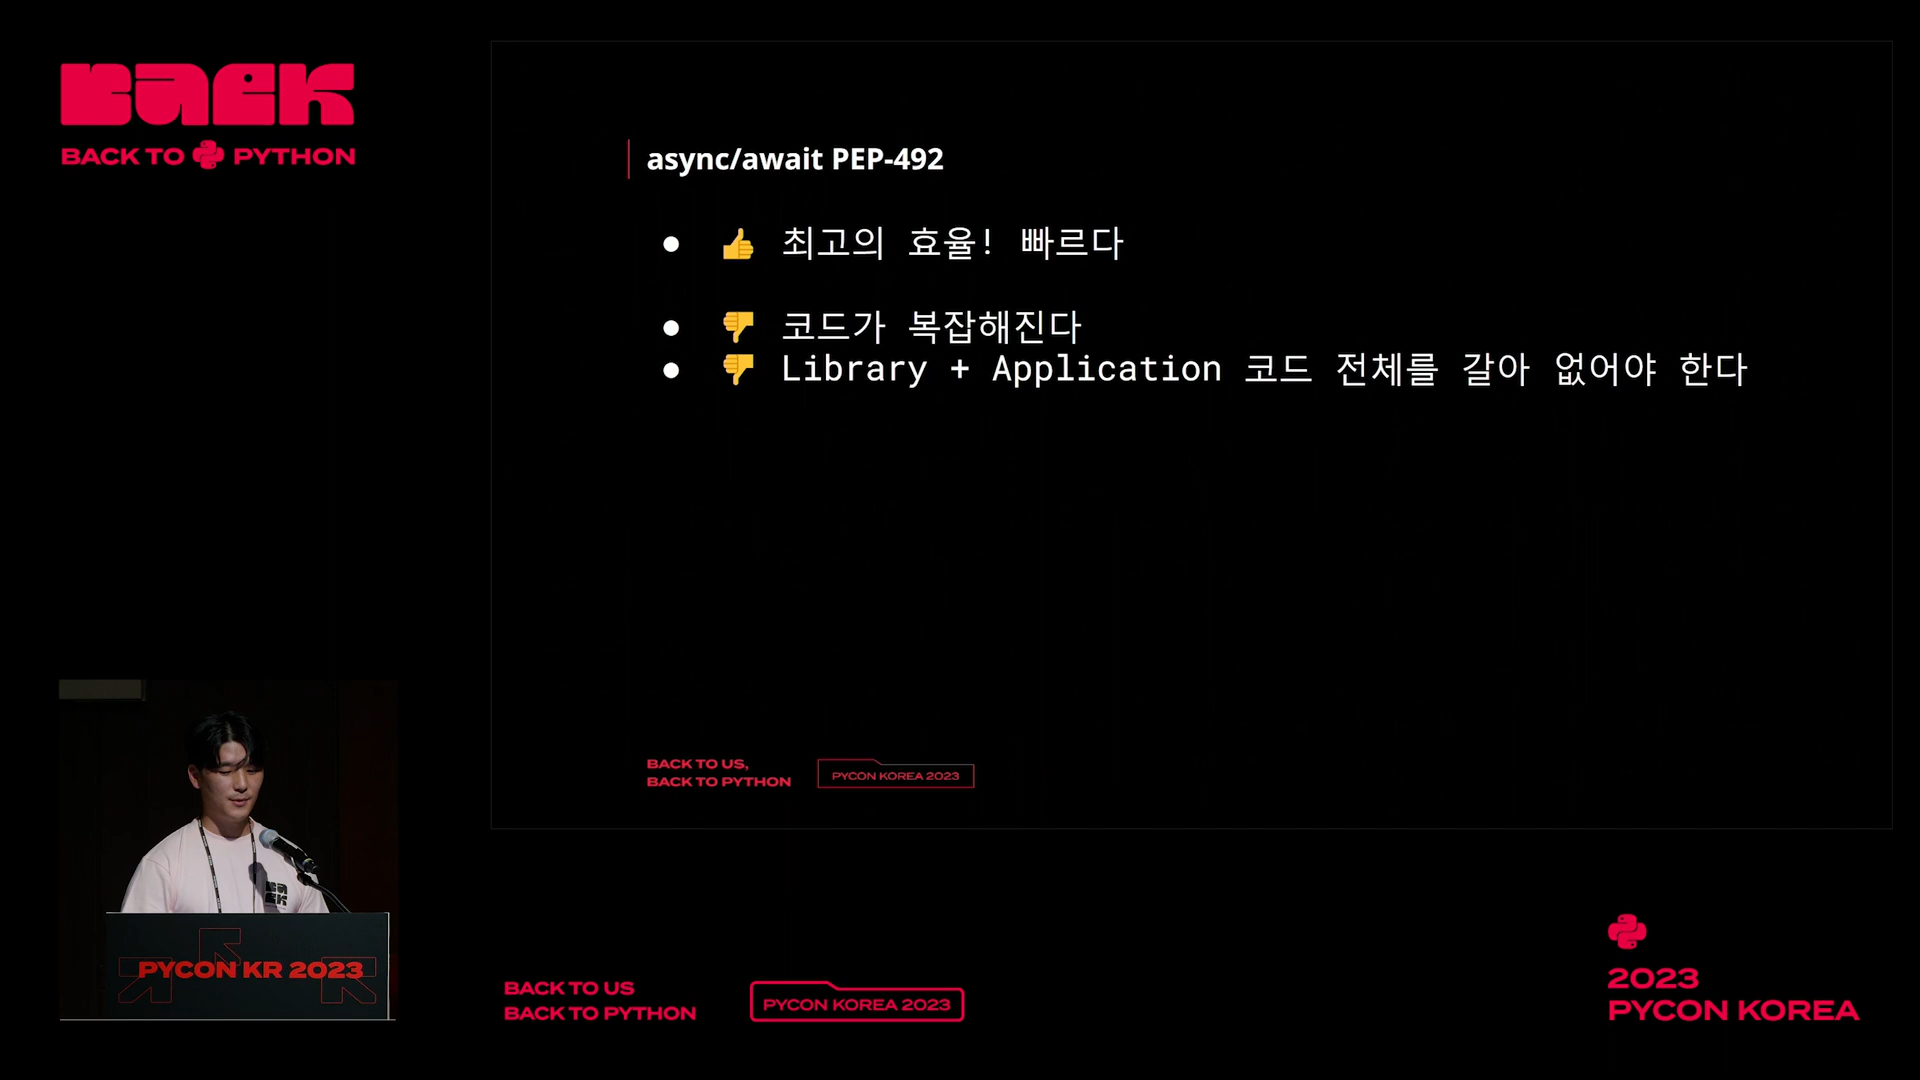 BaEK
BACK TO PYTHON
async/await PEP-492
● 👍 최고의 효율! 빠르다
● 👎 코드가 복잡해진다
● 👎 Library + Application 코드 전체를 갈아 없어야 한다
BACK TO US,
BACK TO PYTHON
PYCON KOREA 2023
BaEK
PYCON KR 2023
BACK TO US
BACK TO PYTHON
PYCON KOREA 2023
2023
PYCON KOREA